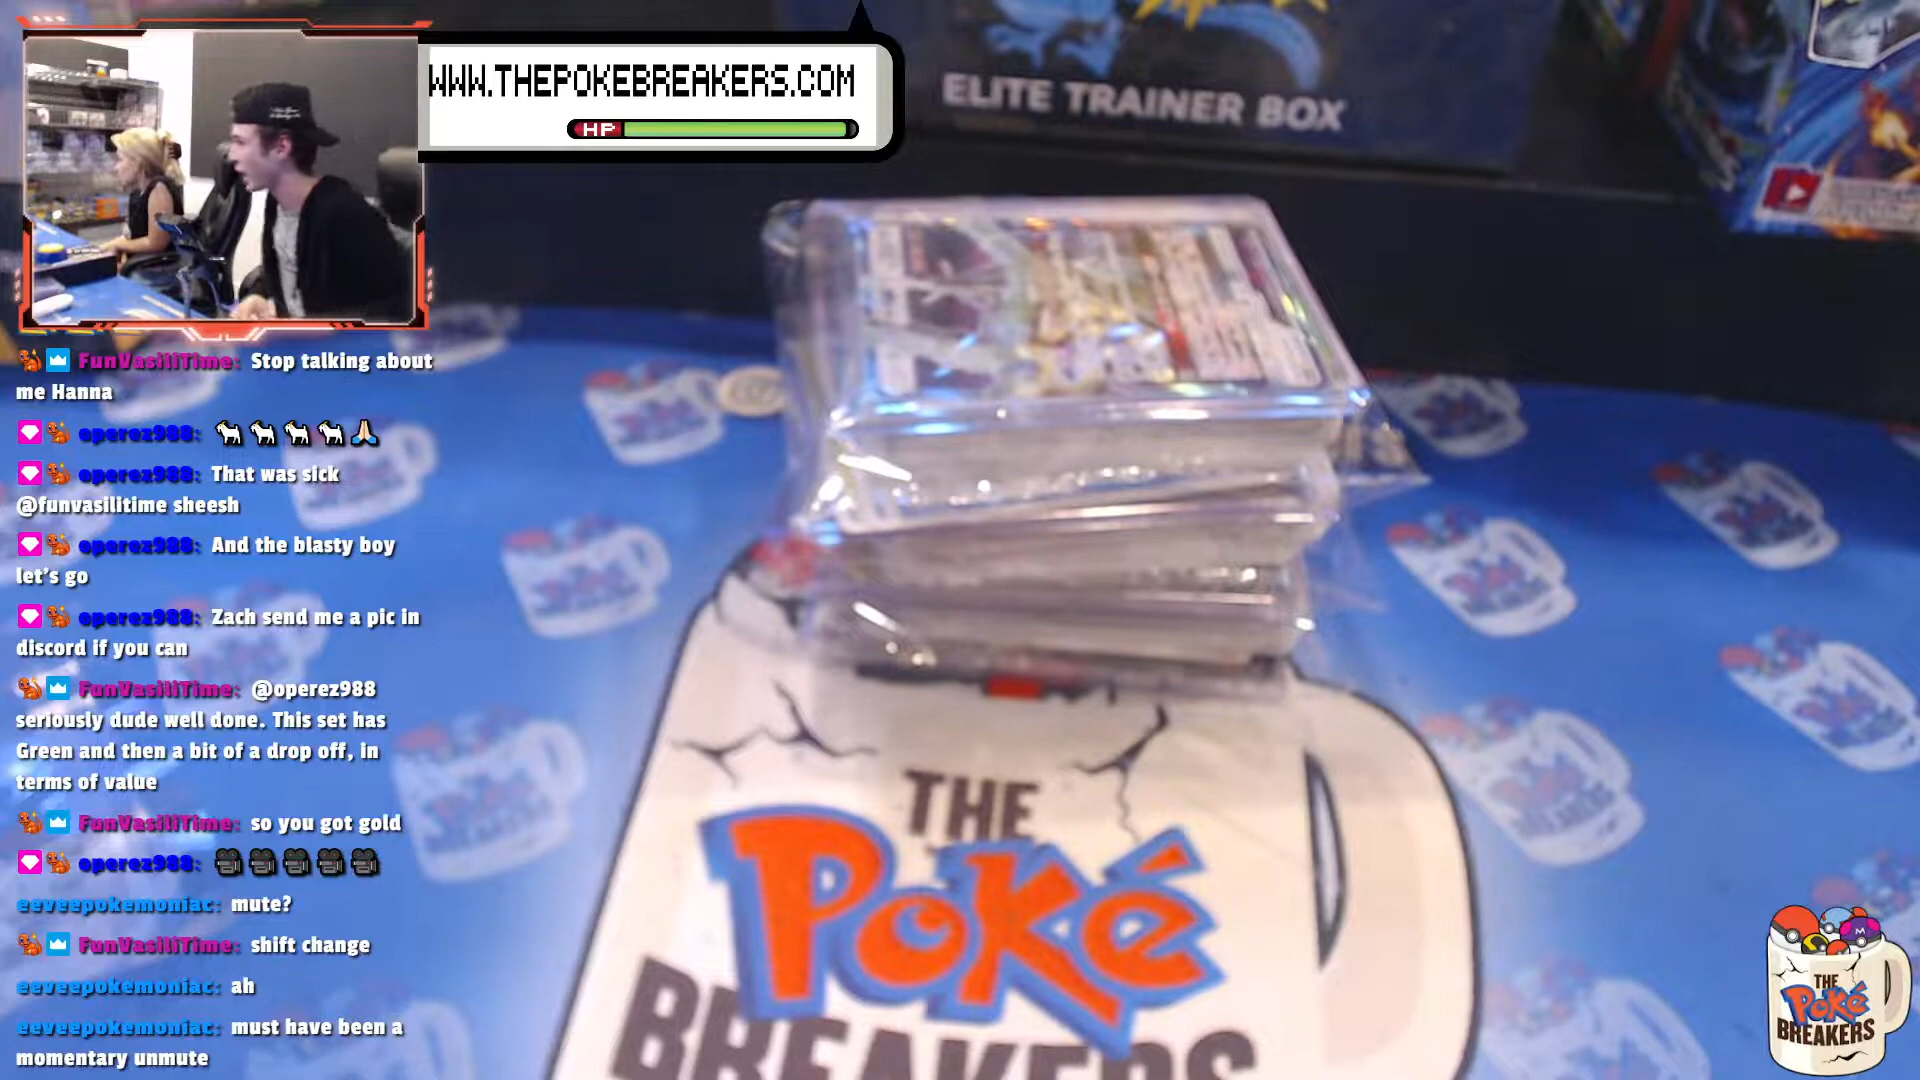 WWW.THEPOKEBREAKERS.COM
HP
ELITE TRAINER BOX
FunVasiliTime: Stop talking about
me Hanna
operez988: 🐐🐐🐐🐐🙏🏻
operez988: That was sick
@funvasilitime sheesh
operez988: And the blasty boy
let's go
operez988: Zach send me a pic in
discord if you can
FunVasiliTime: @operez988
seriously dude well done. This set has
Green and then a bit of a drop off, in
terms of value
FunVasiliTime: so you got gold
operez988: 🎥🎥🎥🎥🎥
eeveepokemoniac: mute?
FunVasiliTime: shift change
eeveepokemoniac: ah
eeveepokemoniac: must have been a
momentary unmute
THE
Poké
BREAKERS
THE
Poké
BREAKERS